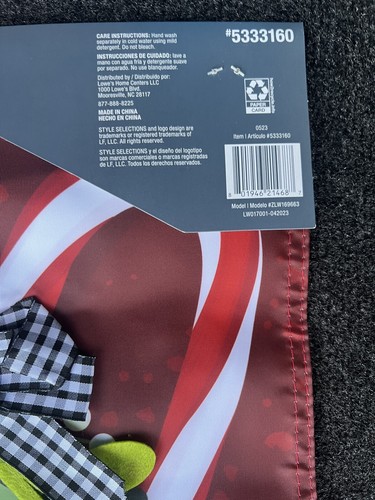 #5333160
CARE INSTRUCTIONS: Hand wash
separately in cold water using mild
detergent. Do not bleach.
INSTRUCCIONES DE CUIDADO: lave a
mano con agua fría y detergente suave
por separado. No use blanqueador.
Distributed by / Distribuido por:
Lowe's Home Centers LLC
1000 Lowe's Blvd.
Mooresville, NC 28117
877-888-8225
MADE IN CHINA
HECHO EN CHINA
STYLE SELECTIONS and logo design are
trademarks or registered trademarks of
LF, LLC. All rights reserved.
STYLE SELECTIONS y el diseño del logotipo
son marcas comerciales o marcas registradas
de LF, LLC. Todos los derechos reservados.
PAPER
CARD
0523
Item | Artículo #5333160
8 01946 21468 7
Model | Modelo #ZLW169663
LW017001-042023